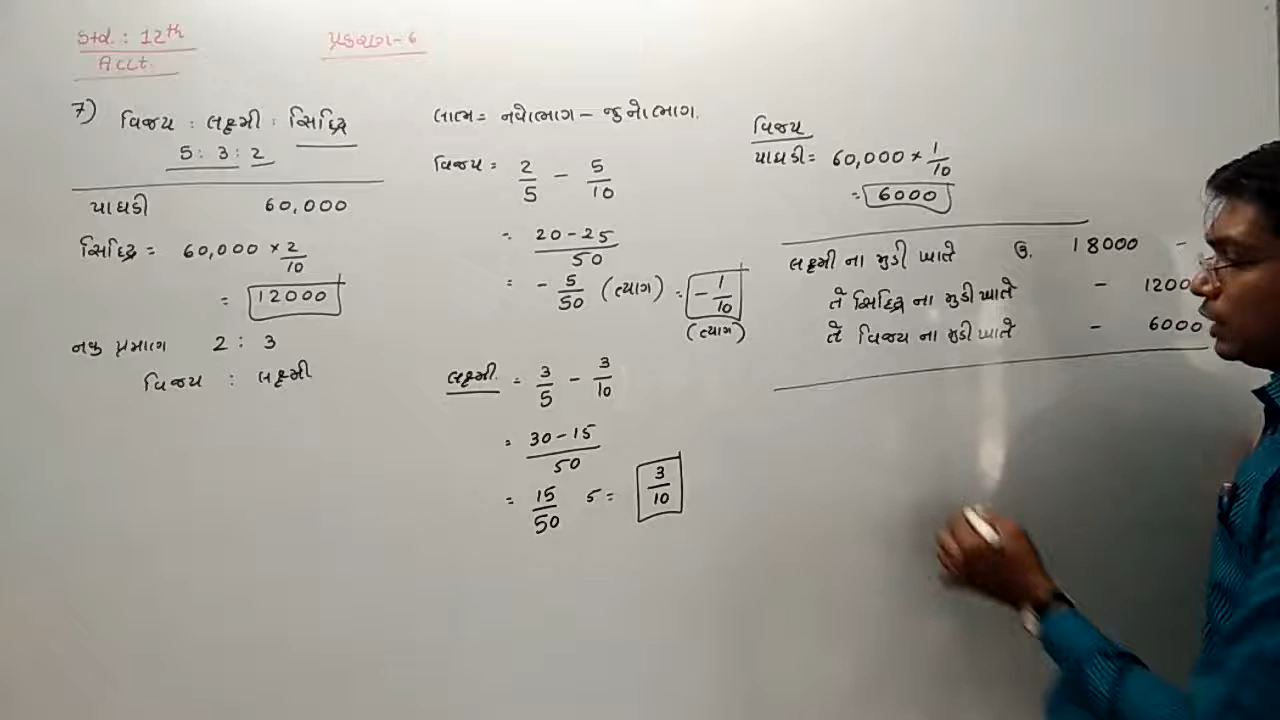 Std. : 12th
Acct.
પ્રકરણ-6
7) વિજય : લક્ષ્મી : સિધ્ધિ
5 : 3 : 2
પાઘડી 60,000
સિધ્ધિ = 60,000 × 2/10
= 12000
નફા પ્રમાણ 2 : 3
વિજય : લક્ષ્મી
લાભ = નવોભાગ - જુનોભાગ.
વિજય = 2/5 - 5/10
= 20-25/50
= - 5/50 (ત્યાગ) = -1/10
(ત્યાગ)
લક્ષ્મી. = 3/5 - 3/10
= 30-15/50
= 15/50 5 = 3/10
વિજય
પાઘડી = 60,000 × 1/10
= 6000
લક્ષ્મી ના મુડી ખાતે ઉ. 18000 -
તે સિધ્ધિ ના મુડી ખાતે - 1200
તે વિજય ના મુડી ખાતે - 6000